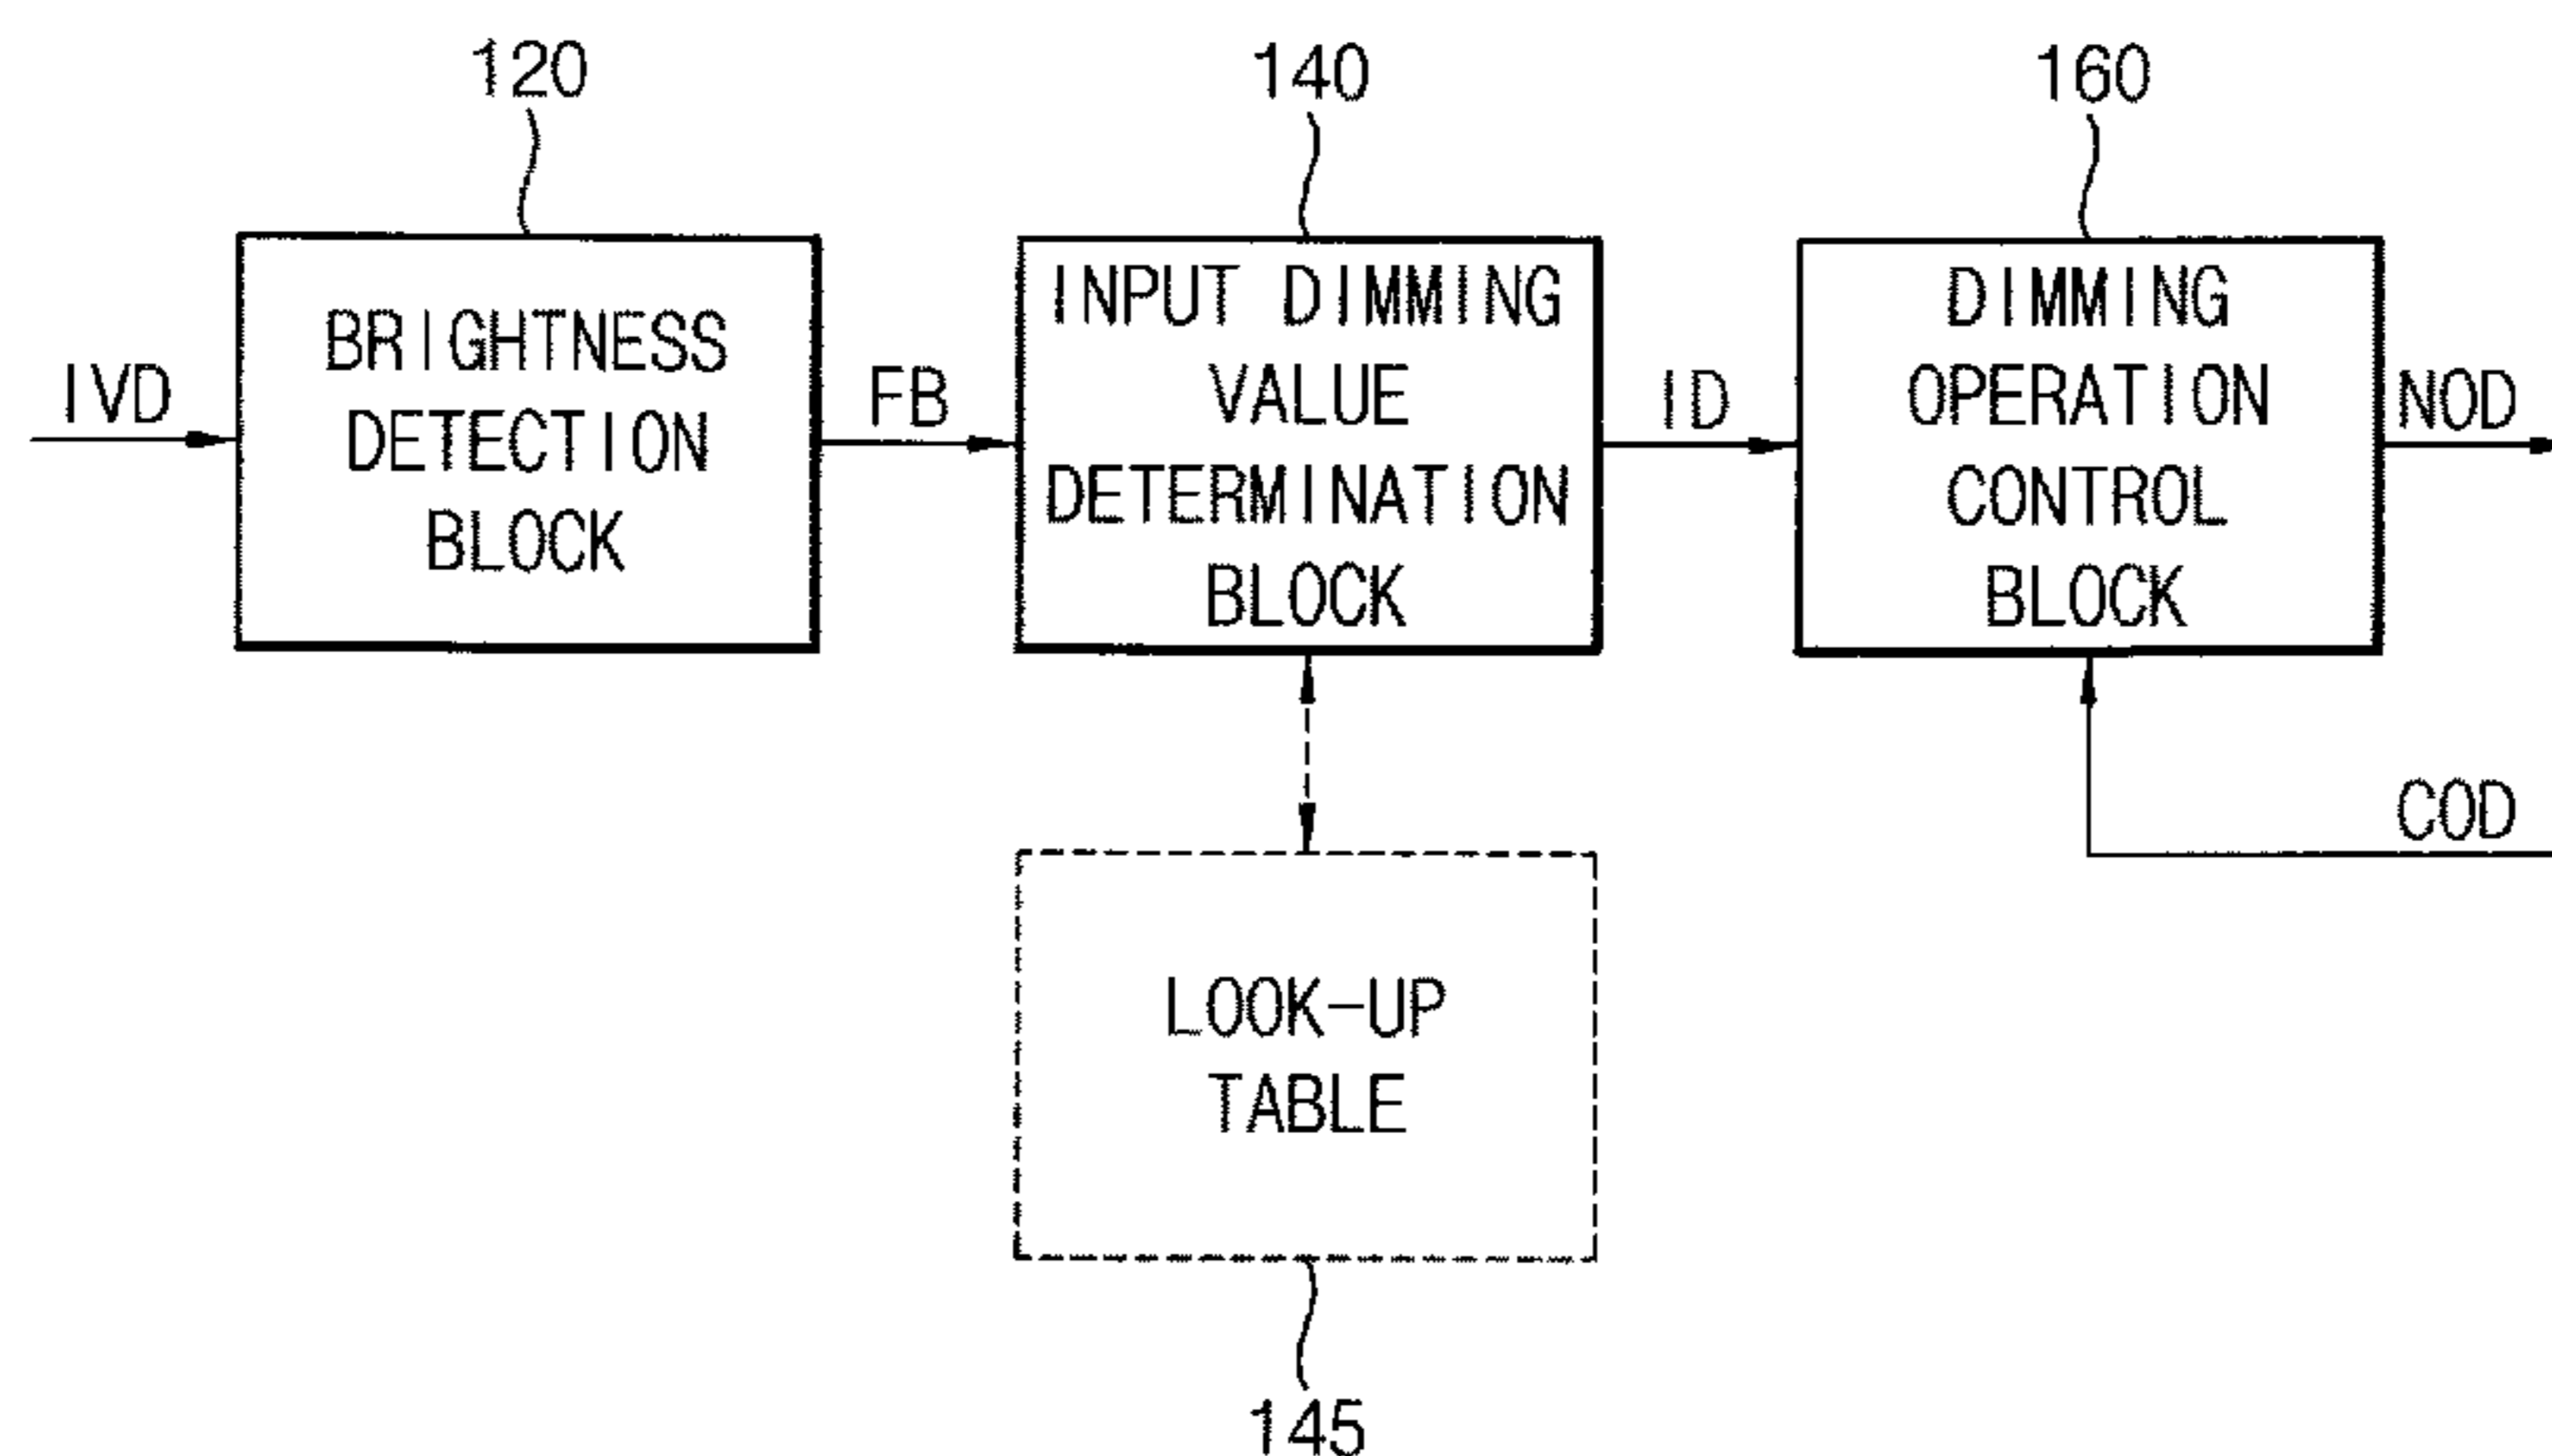 120
140
160
IVD
BRIGHTNESS
DETECTION
BLOCK
FB
INPUT DIMMING
VALUE
DETERMINATION
BLOCK
ID
DIMMING
OPERATION
CONTROL
BLOCK
NOD
COD
LOOK-UP
TABLE
145